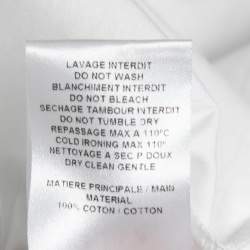 LAVAGE INTERDIT
DO NOT WASH
BLANCHIMENT INTERDIT
DO NOT BLEACH
SECHAGE TAMBOUR INTERDIT
DO NOT TUMBLE DRY
REPASSAGE MAX A 110°C
COLD IRONING MAX 110°
NETTOYAGE A SEC P DOUX
DRY CLEAN GENTLE
MATIERE PRINCIPALE / MAIN
MATERIAL
100% COTON / COTTON